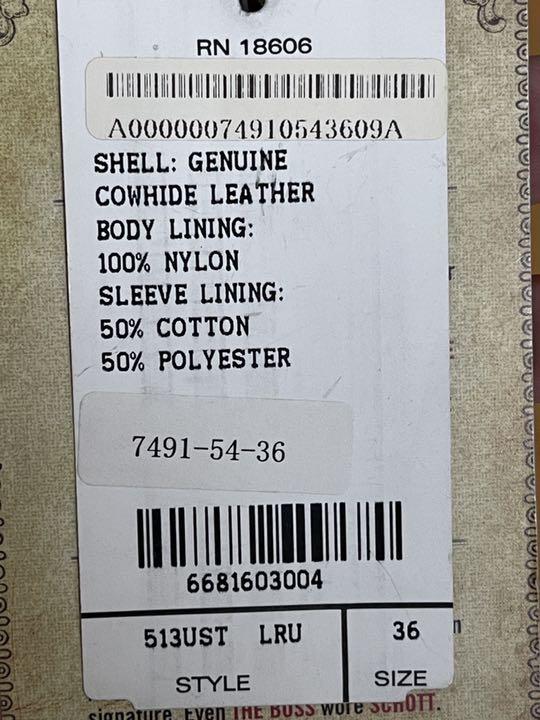 RN 18606
A00000074910543609A
SHELL: GENUINE
COWHIDE LEATHER
BODY LINING:
100% NYLON
SLEEVE LINING:
50% COTTON
50% POLYESTER
7491-54-36
6681603004
513UST LRU
36
STYLE
SIZE
signature. Even THE BOSS wore SCHOTT.